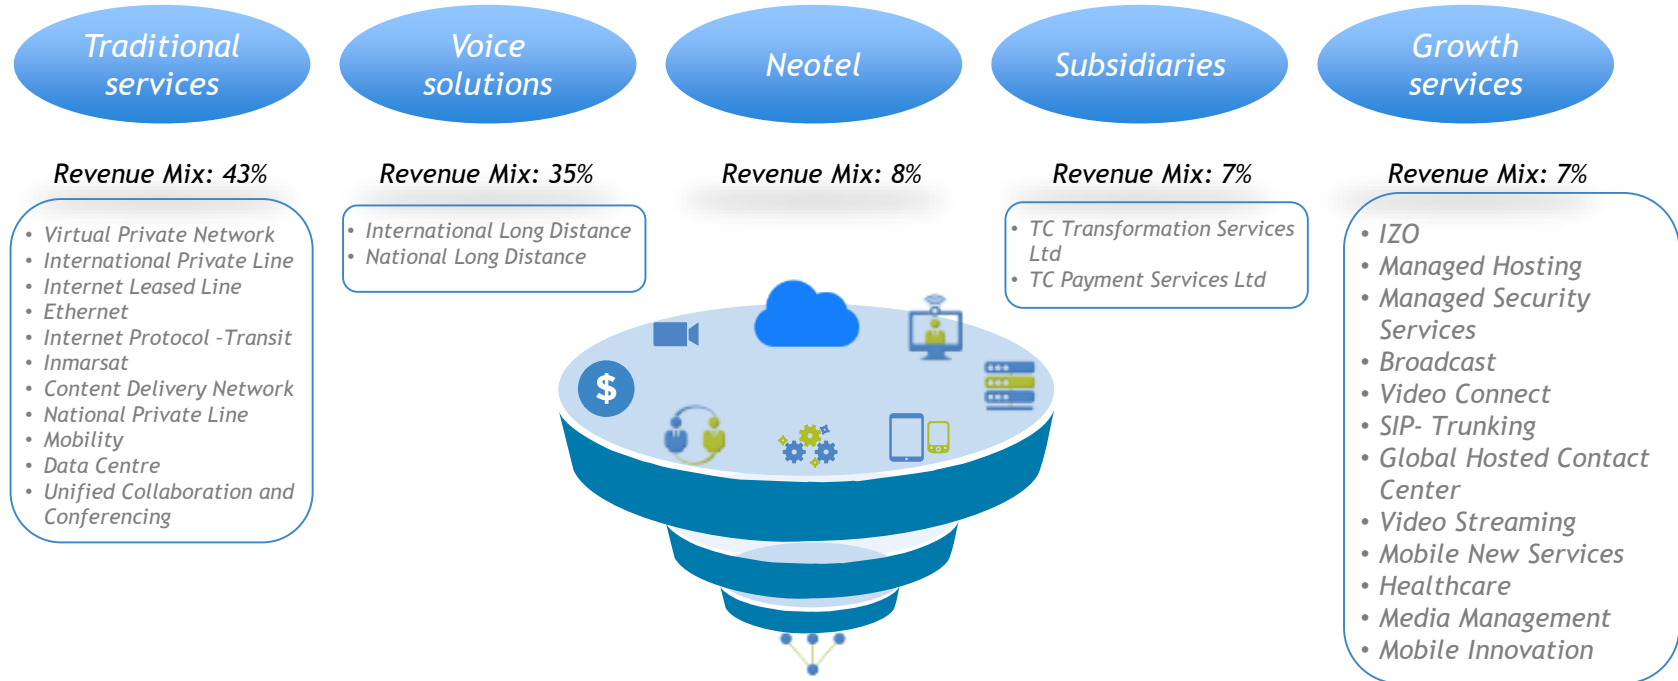 Traditional
services
Voice
solutions
Neotel
Subsidiaries
Growth
services
Revenue Mix: 43%
Revenue Mix: 35%
Revenue Mix: 8%
Revenue Mix: 7%
Revenue Mix: 7%
• Virtual Private Network
• International Private Line
• Internet Leased Line
• Ethernet
• Internet Protocol –Transit
• Inmarsat
• Content Delivery Network
• National Private Line
• Mobility
• Data Centre
• Unified Collaboration and
Conferencing
• International Long Distance
• National Long Distance
• TC Transformation Services
Ltd
• TC Payment Services Ltd
• IZO
• Managed Hosting
• Managed Security
Services
• Broadcast
• Video Connect
• SIP- Trunking
• Global Hosted Contact
Center
• Video Streaming
• Mobile New Services
• Healthcare
• Media Management
• Mobile Innovation
$